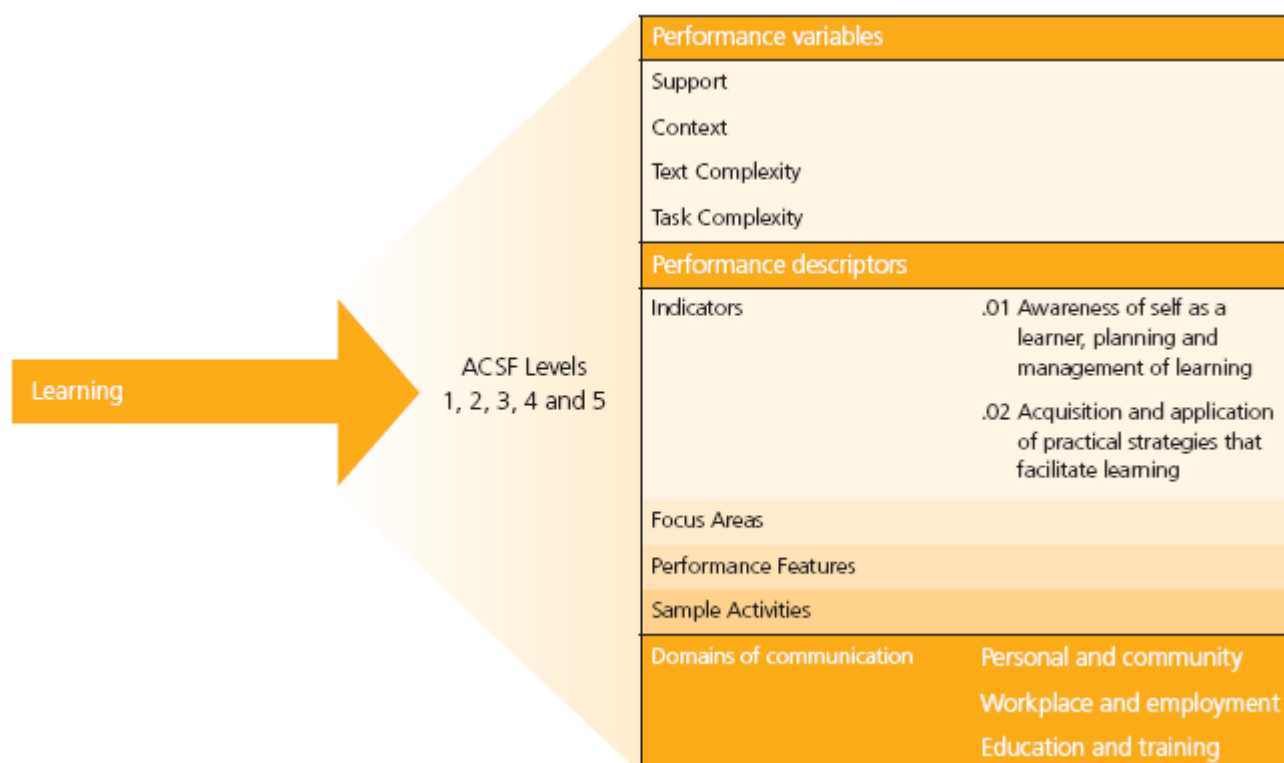 Learning
ACSF Levels
1, 2, 3, 4 and 5
Performance variables
Support
Context
Text Complexity
Task Complexity
Performance descriptors
Indicators
.01 Awareness of self as a
learner, planning and
management of learning
.02 Acquisition and application
of practical strategies that
facilitate learning
Focus Areas
Performance Features
Sample Activities
Domains of communication
Personal and community
Workplace and employment
Education and training